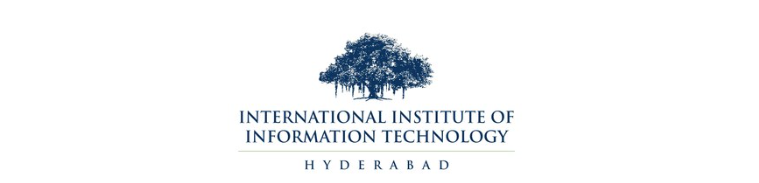 INTERNATIONAL INSTITUTE OF
INFORMATION TECHNOLOGY
HYDERABAD